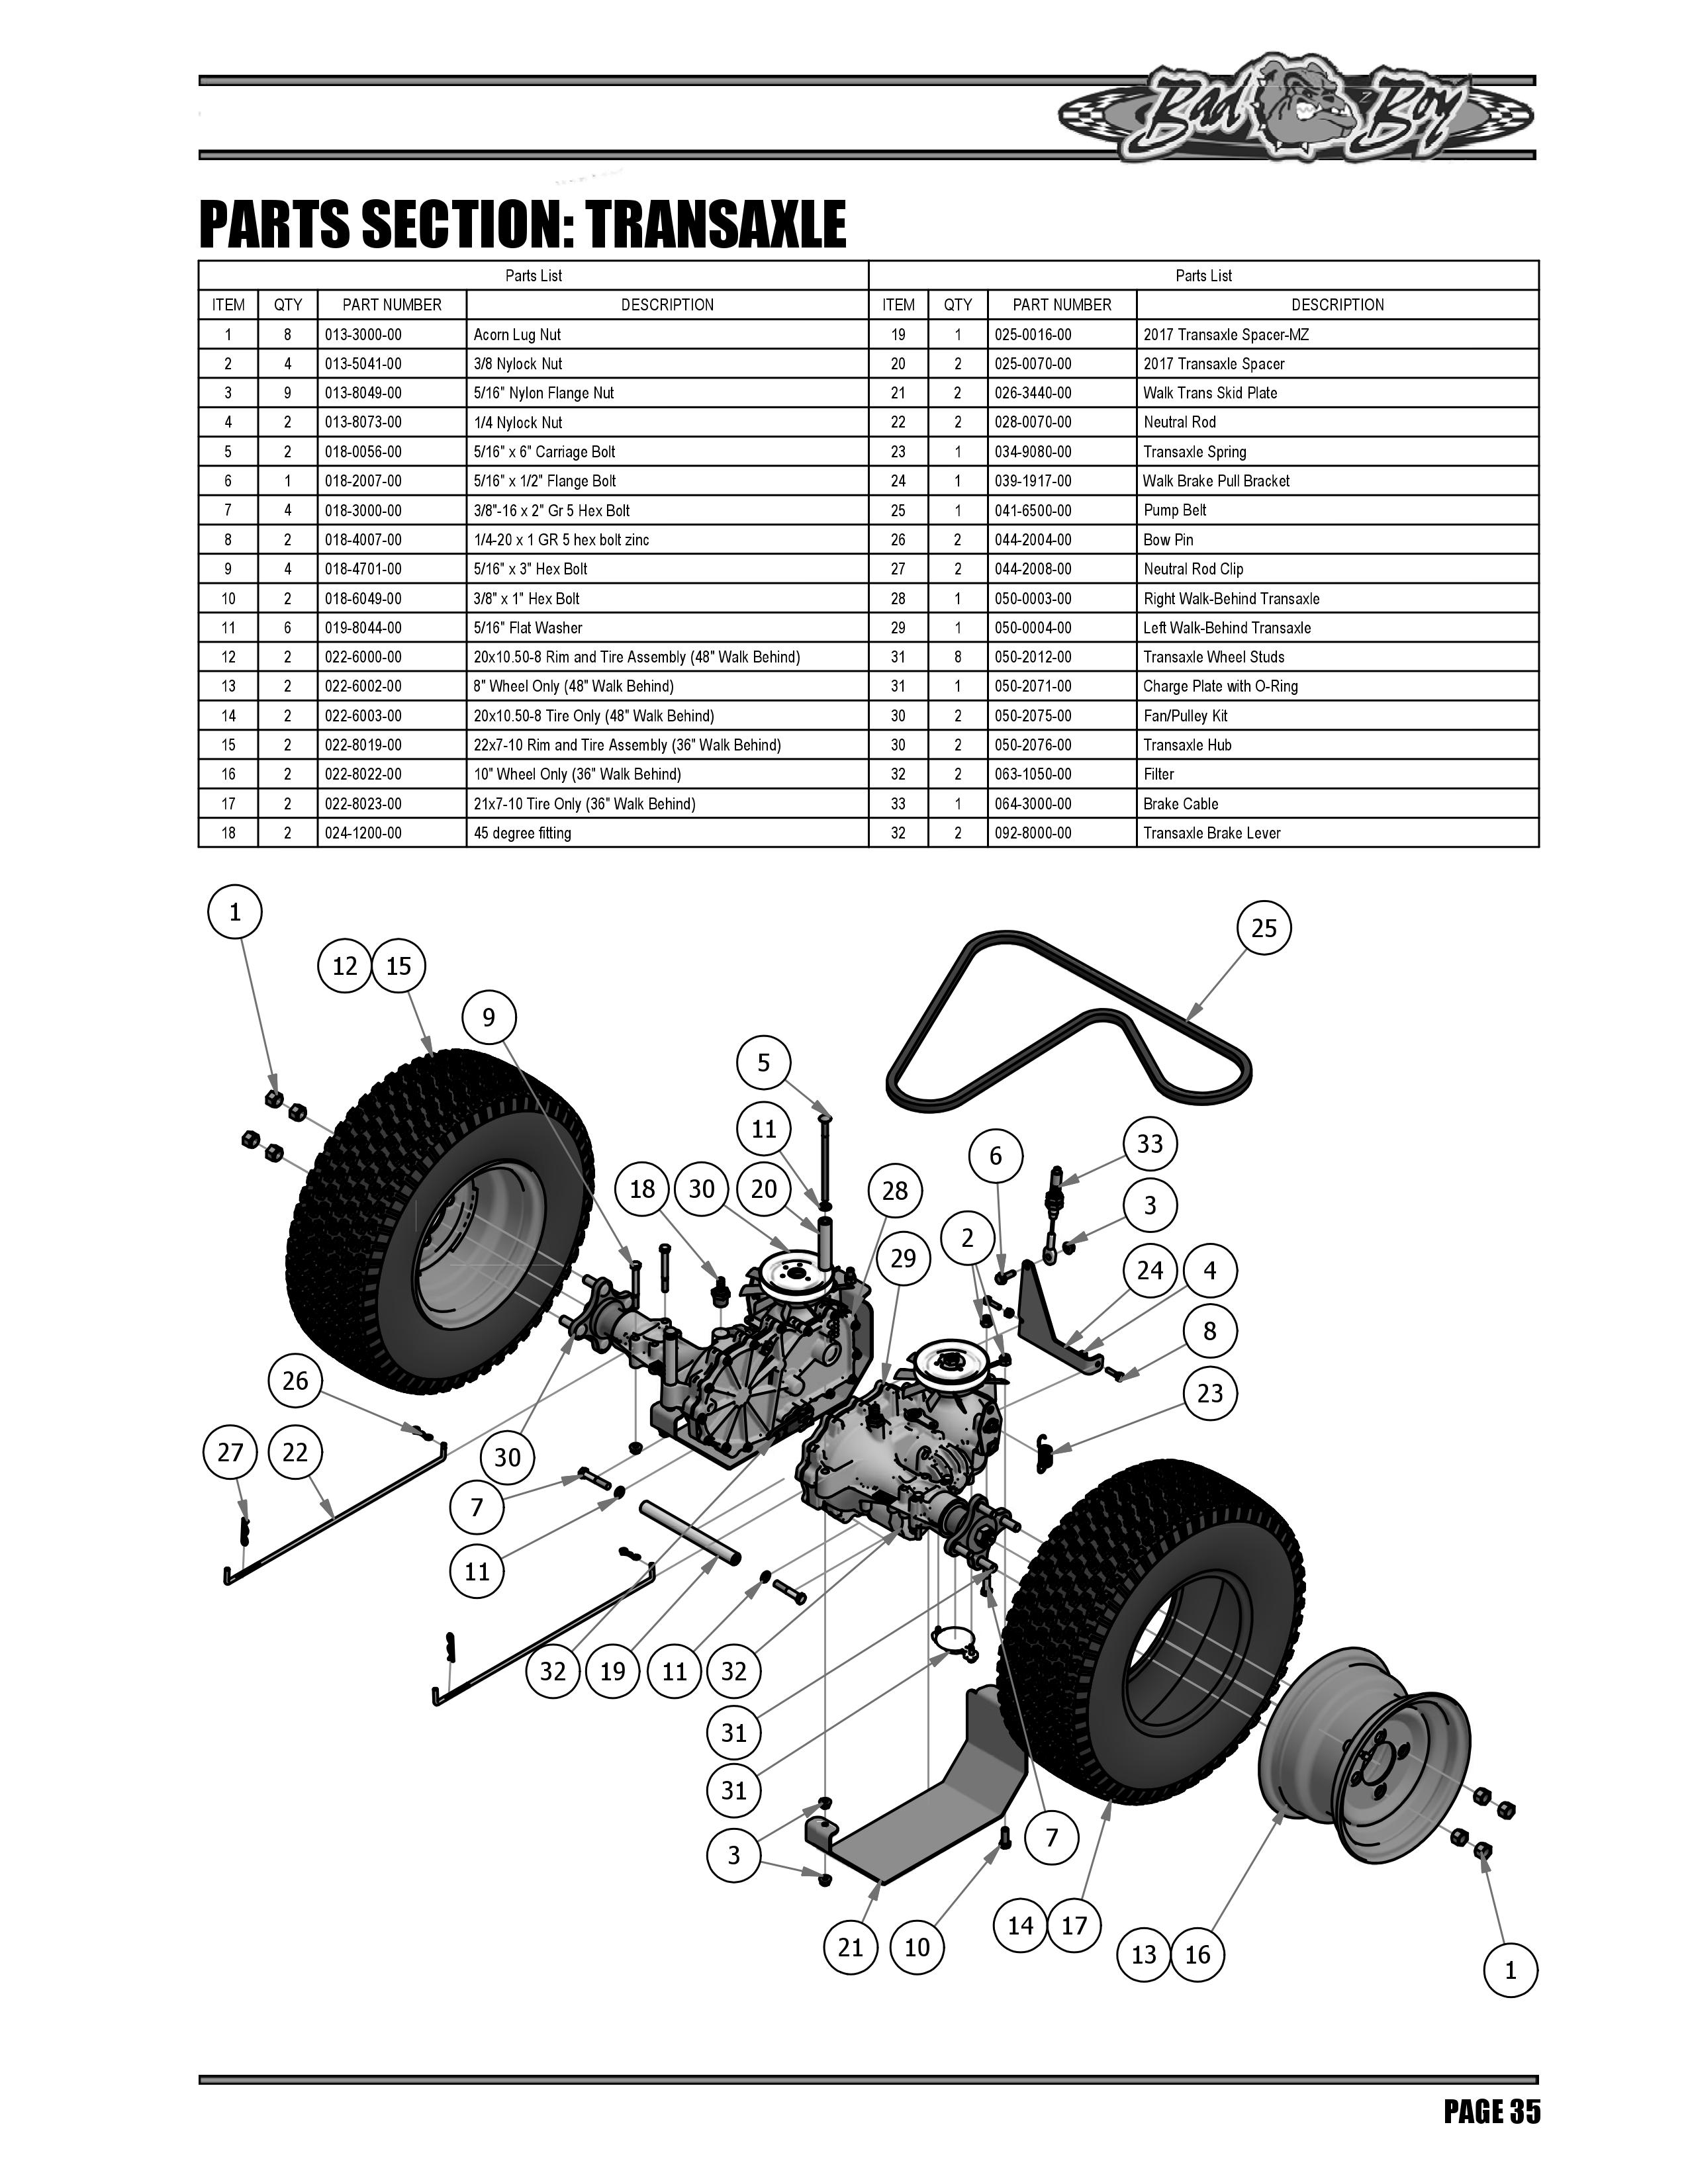 Bad Boy
Z
PARTS SECTION: TRANSAXLE
Parts List Parts List
ITEM QTY PART NUMBER DESCRIPTION ITEM QTY PART NUMBER DESCRIPTION
1 8 013-3000-00 Acorn Lug Nut 19 1 025-0016-00 2017 Transaxle Spacer-MZ
2 4 013-5041-00 3/8 Nylock Nut 20 2 025-0070-00 2017 Transaxle Spacer
3 9 013-8049-00 5/16" Nylon Flange Nut 21 2 026-3440-00 Walk Trans Skid Plate
4 2 013-8073-00 1/4 Nylock Nut 22 2 028-0070-00 Neutral Rod
5 2 018-0056-00 5/16" x 6" Carriage Bolt 23 1 034-9080-00 Transaxle Spring
6 1 018-2007-00 5/16" x 1/2" Flange Bolt 24 1 039-1917-00 Walk Brake Pull Bracket
7 4 018-3000-00 3/8"-16 x 2" Gr 5 Hex Bolt 25 1 041-6500-00 Pump Belt
8 2 018-4007-00 1/4-20 x 1 GR 5 hex bolt zinc 26 2 044-2004-00 Bow Pin
9 4 018-4701-00 5/16" x 3" Hex Bolt 27 2 044-2008-00 Neutral Rod Clip
10 2 018-6049-00 3/8" x 1" Hex Bolt 28 1 050-0003-00 Right Walk-Behind Transaxle
11 6 019-8044-00 5/16" Flat Washer 29 1 050-0004-00 Left Walk-Behind Transaxle
12 2 022-6000-00 20x10.50-8 Rim and Tire Assembly (48" Walk Behind) 31 8 050-2012-00 Transaxle Wheel Studs
13 2 022-6002-00 8" Wheel Only (48" Walk Behind) 31 1 050-2071-00 Charge Plate with O-Ring
14 2 022-6003-00 20x10.50-8 Tire Only (48" Walk Behind) 30 2 050-2075-00 Fan/Pulley Kit
15 2 022-8019-00 22x7-10 Rim and Tire Assembly (36" Walk Behind) 30 2 050-2076-00 Transaxle Hub
16 2 022-8022-00 10" Wheel Only (36" Walk Behind) 32 2 063-1050-00 Filter
17 2 022-8023-00 21x7-10 Tire Only (36" Walk Behind) 33 1 064-3000-00 Brake Cable
18 2 024-1200-00 45 degree fitting 32 2 092-8000-00 Transaxle Brake Lever
1
25
12 15
9
5
11 33
6
18 30 20 28 3
2
29 24 4
8
26 23
27 22 30
7
11
32 19 11 32
31
31
7
3
14 17
21 10 13 16
1
PAGE 35